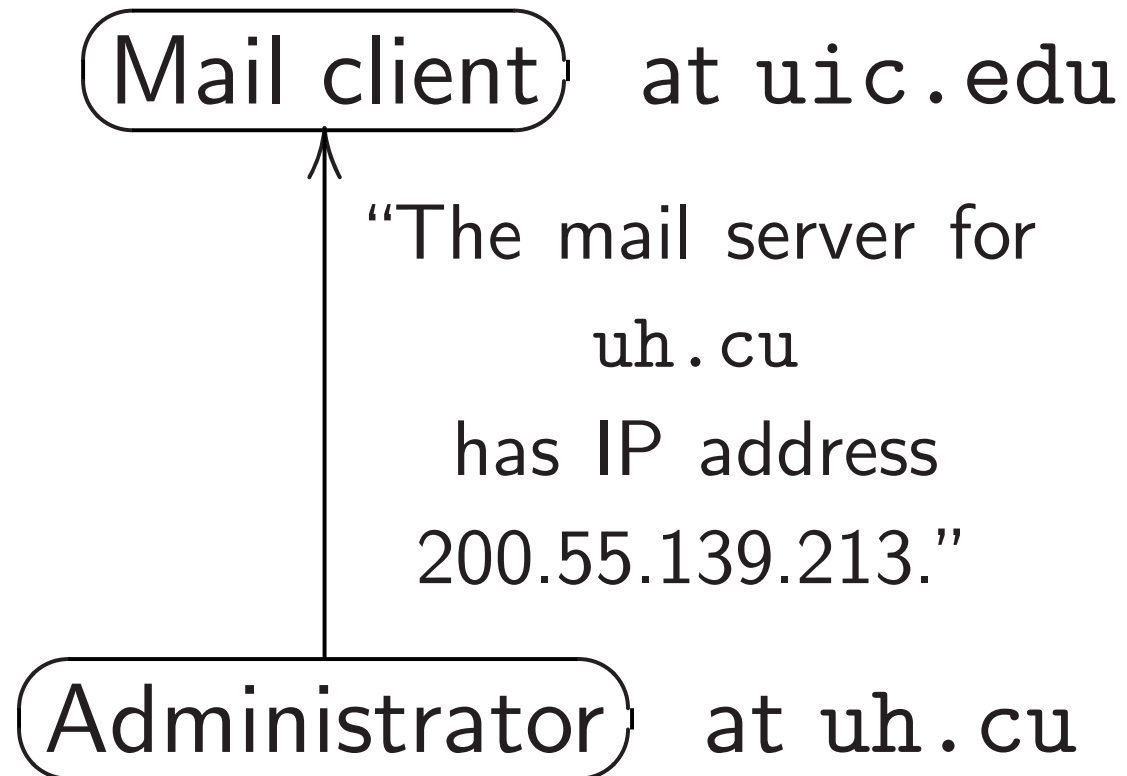 Mail client at uic.edu
“The mail server for
uh.cu
has IP address
200.55.139.213.”
Administrator at uh.cu